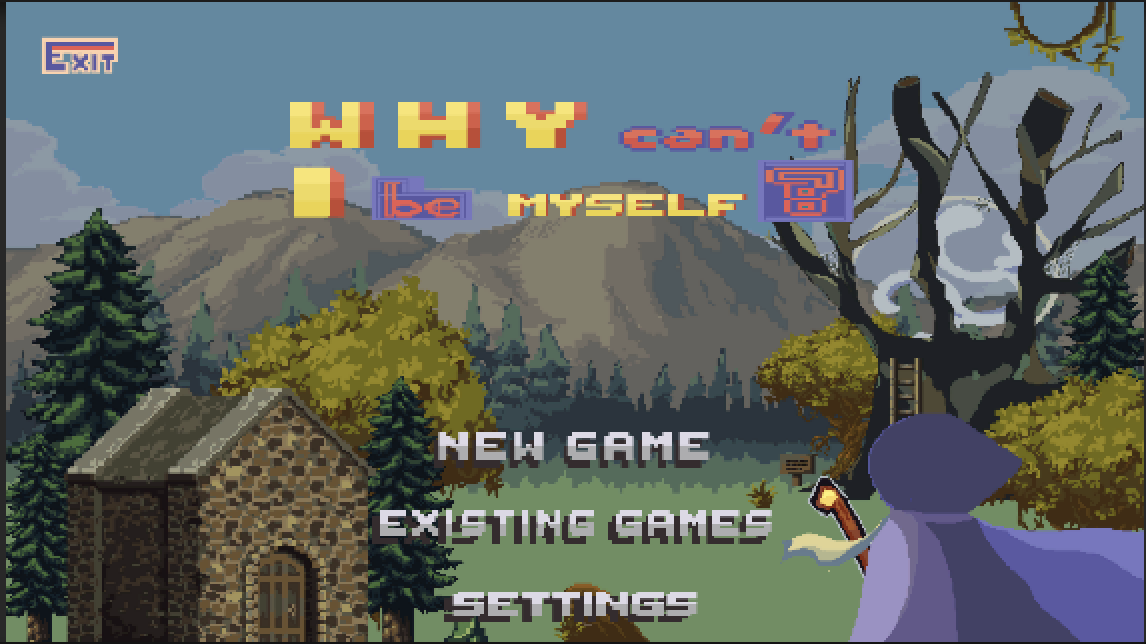 EXIT
WHY can't
I be MYSELF ?
NEW GAME
EXISTING GAMES
SETTINGS